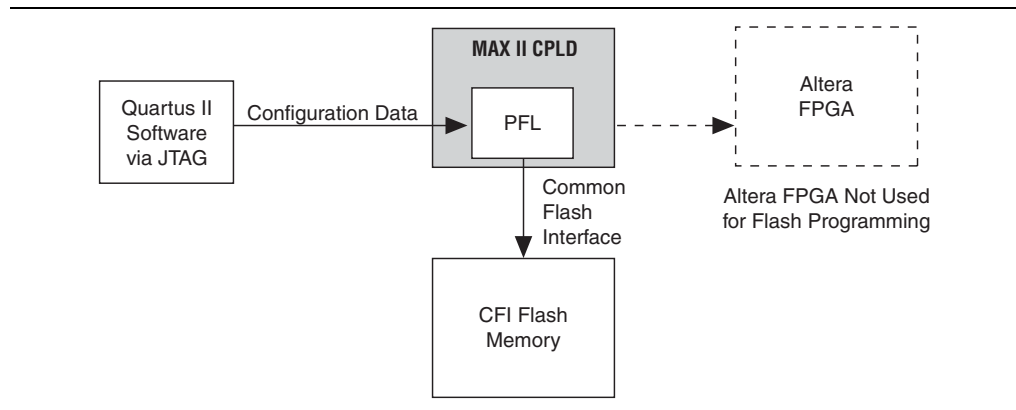 MAX II CPLD
Quartus II
Software
via JTAG
Configuration Data
PFL
Altera
FPGA
Altera FPGA Not Used
for Flash Programming
Common
Flash
Interface
CFI Flash
Memory